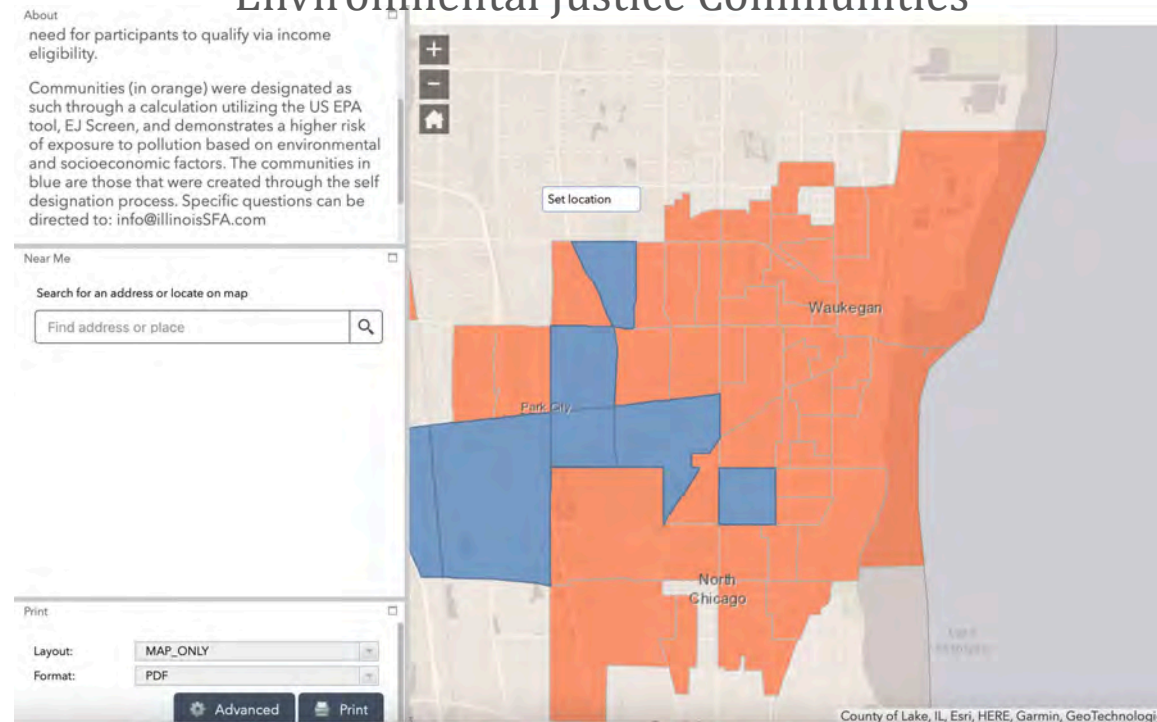 Environmental Justice Communities
About
need for participants to qualify via income
eligibility.
Communities (in orange) were designated as
such through a calculation utilizing the US EPA
tool, EJ Screen, and demonstrates a higher risk
of exposure to pollution based on environmental
and socioeconomic factors. The communities in
blue are those that were created through the self
designation process. Specific questions can be
directed to: info@illinoisSFA.com
Near Me
Search for an address or locate on map
Find address or place
Print
Layout: MAP_ONLY
Format: PDF
Advanced Print
+
−
Set location
Waukegan
Park City
North
Chicago
County of Lake, IL, Esri, HERE, Garmin, GeoTechnologi